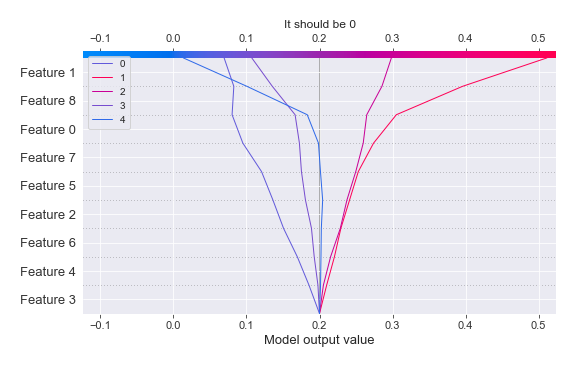 It should be 0
−0.1 0.0 0.1 0.2 0.3 0.4 0.5
0
1
2
3
4
Feature 1
Feature 8
Feature 0
Feature 7
Feature 5
Feature 2
Feature 6
Feature 4
Feature 3
−0.1 0.0 0.1 0.2 0.3 0.4 0.5
Model output value